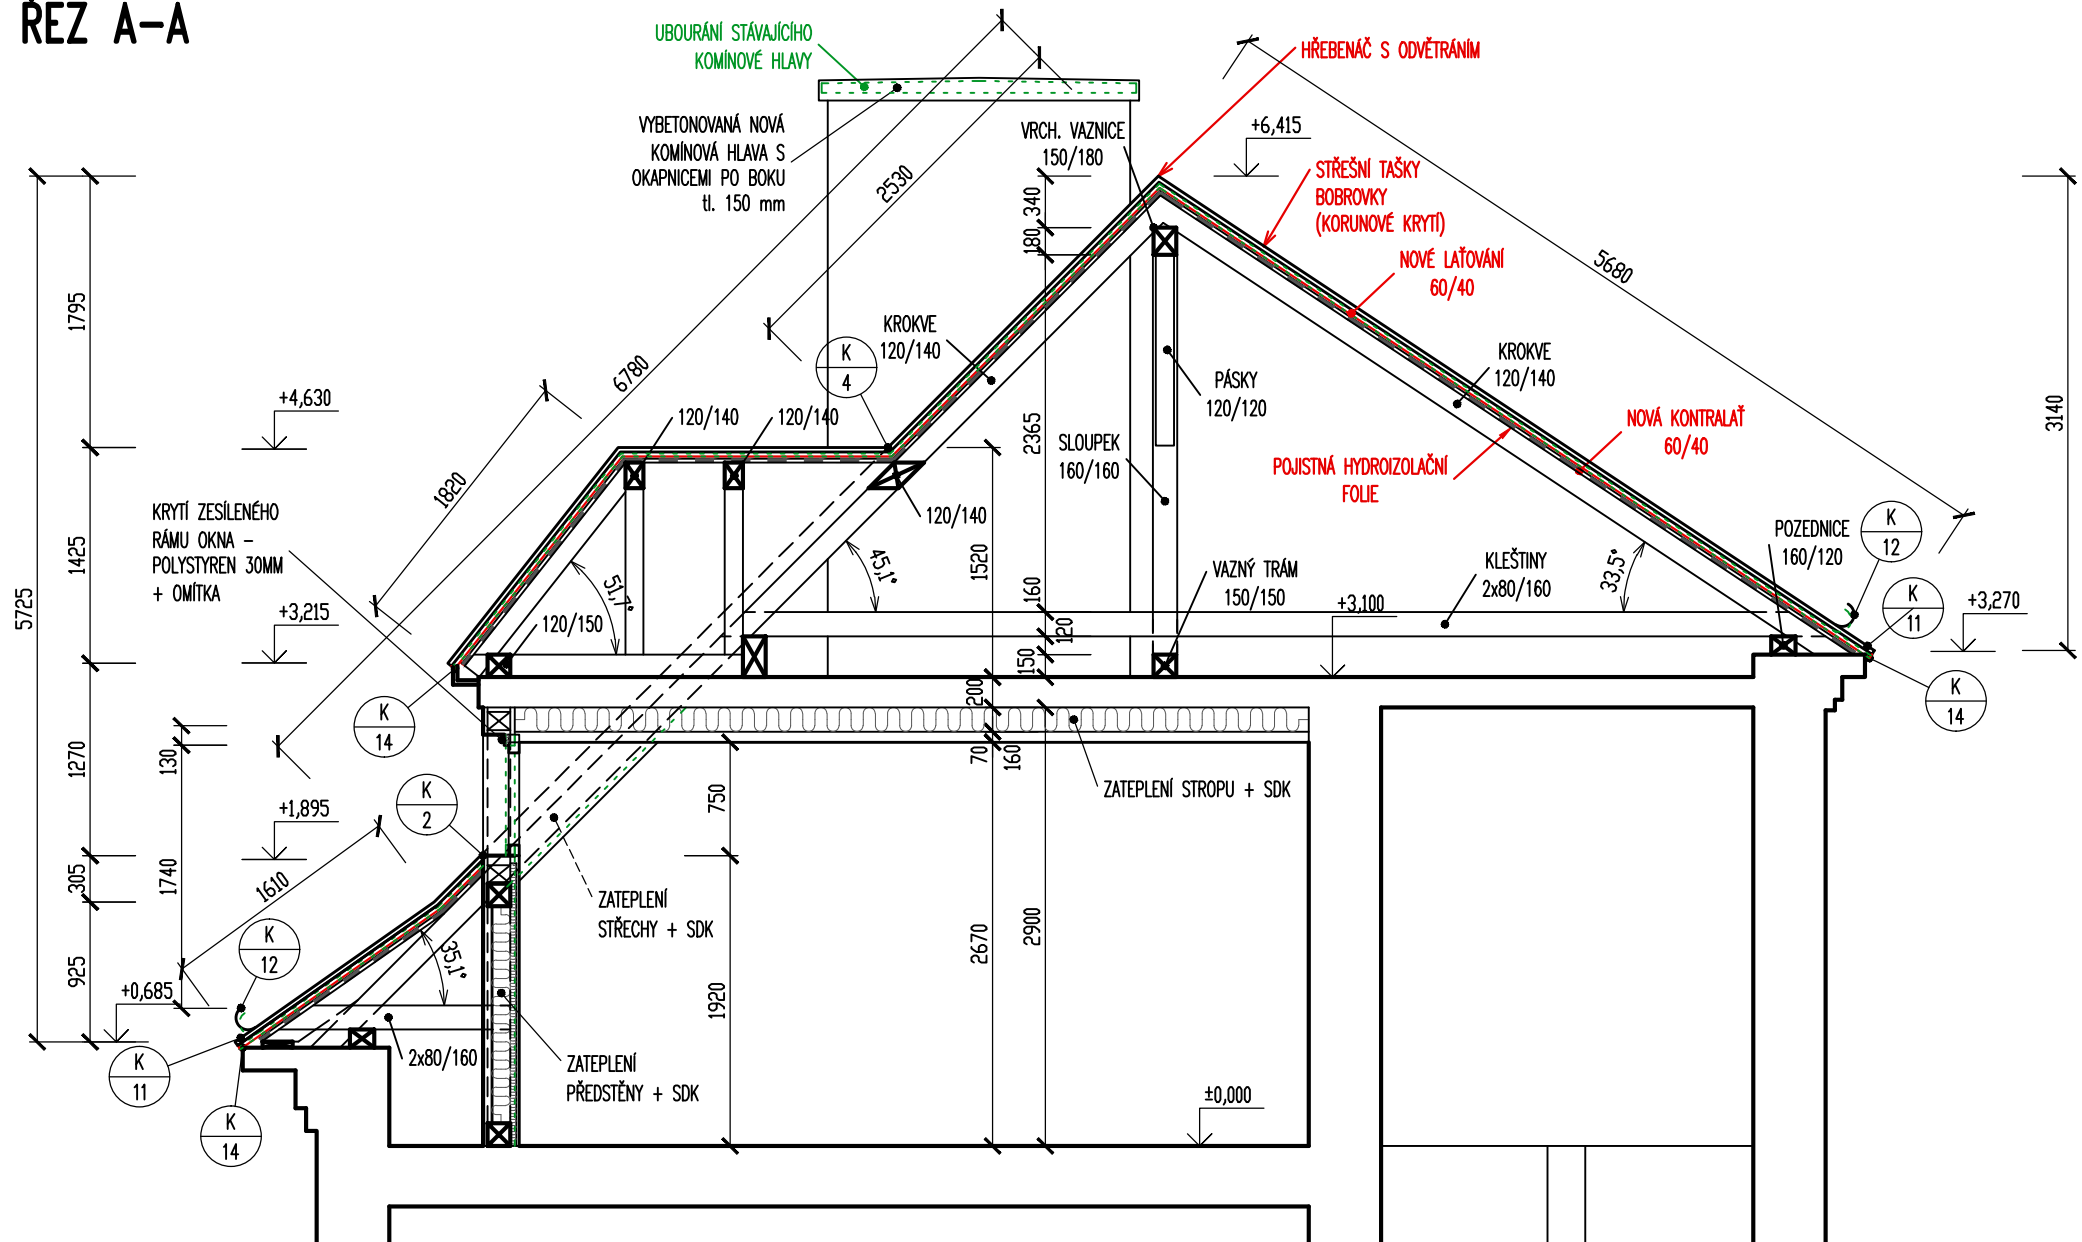 ŘEZ A-A
UBOURÁNÍ STÁVAJÍCÍHO
KOMÍNOVÉ HLAVY
VYBETONOVANÁ NOVÁ
KOMÍNOVÁ HLAVA S
OKAPNICEMI PO BOKU
tl. 150 mm
HŘEBENÁČ S ODVĚTRÁNÍM
VRCH. VAZNICE
150/180
+6,415
STŘEŠNÍ TAŠKY
BOBROVKY
(KORUNOVÉ KRYTÍ)
NOVÉ LAŤOVÁNÍ
60/40
5680
2530
6780
1820
340
180
KROKVE
120/140
K
4
KROKVE
120/140
PÁSKY
120/120
NOVÁ KONTRALAŤ
60/40
POJISTNÁ HYDROIZOLAČNÍ
FOLIE
SLOUPEK
160/160
2365
1795
3140
5725
+4,630
120/140
120/140
120/140
1425
1520
KRYTÍ ZESÍLENÉHO
RÁMU OKNA -
POLYSTYREN 30MM
+ OMÍTKA
POZEDNICE
160/120
K
12
K
11
+3,270
K
14
KLEŠTINY
2x80/160
VAZNÝ TRÁM
150/150
+3,100
45,1°
51,7°
33,5°
120/150
+3,215
160
120
150
200
70
160
K
14
130
1270
+1,895
K
2
750
ZATEPLENÍ STROPU + SDK
305
1740
1610
ZATEPLENÍ
STŘECHY + SDK
2670
2900
925
+0,685
K
12
35,1°
1920
K
11
2x80/160
ZATEPLENÍ
PŘEDSTĚNY + SDK
±0,000
K
14